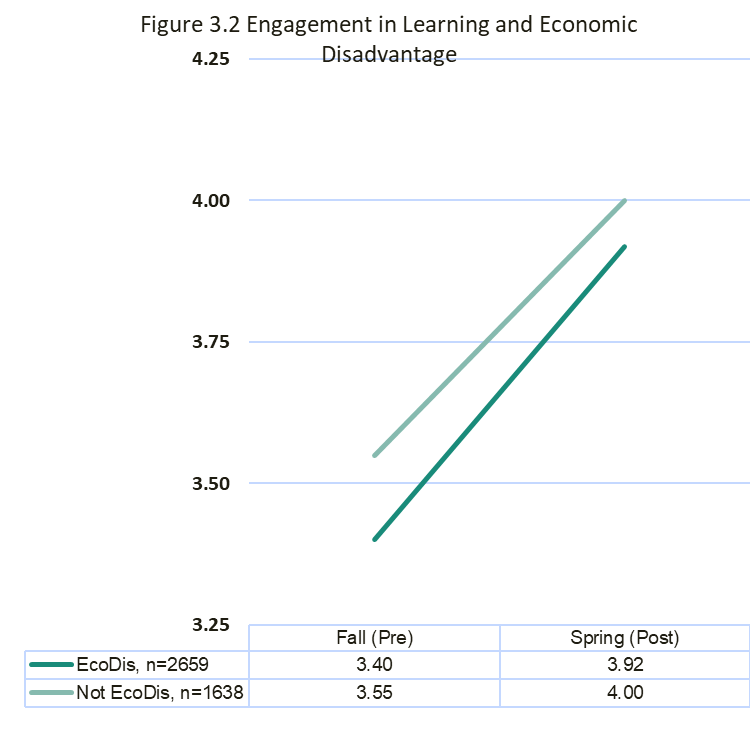 Figure 3.2 Engagement in Learning and Economic
Disadvantage
4.25
4.00
3.75
3.50
3.25
Fall (Pre) Spring (Post)
EcoDis, n=2659 3.40 3.92
Not EcoDis, n=1638 3.55 4.00